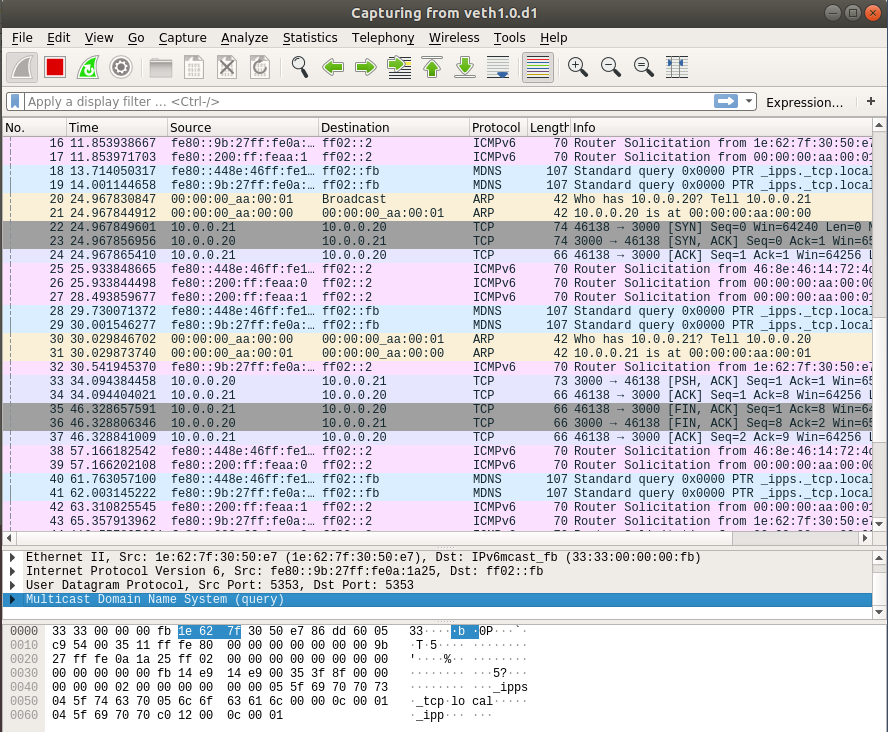 Capturing from veth1.0.d1
File Edit View Go Capture Analyze Statistics Telephony Wireless Tools Help
Apply a display filter … <Ctrl-/> Expression… +
No. Time Source Destination Protocol Length Info
16 11.853938667 fe80::9b:27ff:fe0a:… ff02::2 ICMPv6 70 Router Solicitation from 1e:62:7f:30:50:e7
17 11.853971703 fe80::200:ff:feaa:1 ff02::2 ICMPv6 70 Router Solicitation from 00:00:00:aa:00:01
18 13.714050317 fe80::448e:46ff:fe1… ff02::fb MDNS 107 Standard query 0x0000 PTR _ipps._tcp.local
19 14.001144658 fe80::9b:27ff:fe0a:… ff02::fb MDNS 107 Standard query 0x0000 PTR _ipps._tcp.local
20 24.967830847 00:00:00_aa:00:01 Broadcast ARP 42 Who has 10.0.0.20? Tell 10.0.0.21
21 24.967844912 00:00:00_aa:00:00 00:00:00_aa:00:01 ARP 42 10.0.0.20 is at 00:00:00:aa:00:00
22 24.967849601 10.0.0.21 10.0.0.20 TCP 74 46138 → 3000 [SYN] Seq=0 Win=64240 Len=0 M
23 24.967856956 10.0.0.20 10.0.0.21 TCP 74 3000 → 46138 [SYN, ACK] Seq=0 Ack=1 Win=65
24 24.967865410 10.0.0.21 10.0.0.20 TCP 66 46138 → 3000 [ACK] Seq=1 Ack=1 Win=64256 L
25 25.933848665 fe80::448e:46ff:fe1… ff02::2 ICMPv6 70 Router Solicitation from 46:8e:46:14:72:4c
26 25.933844498 fe80::200:ff:feaa:0 ff02::2 ICMPv6 70 Router Solicitation from 00:00:00:aa:00:00
27 28.493859677 fe80::200:ff:feaa:1 ff02::2 ICMPv6 70 Router Solicitation from 00:00:00:aa:00:01
28 29.730071372 fe80::448e:46ff:fe1… ff02::fb MDNS 107 Standard query 0x0000 PTR _ipps._tcp.local
29 30.001546277 fe80::9b:27ff:fe0a:… ff02::fb MDNS 107 Standard query 0x0000 PTR _ipps._tcp.local
30 30.029846702 00:00:00_aa:00:00 00:00:00_aa:00:01 ARP 42 Who has 10.0.0.21? Tell 10.0.0.20
31 30.029873740 00:00:00_aa:00:01 00:00:00_aa:00:00 ARP 42 10.0.0.21 is at 00:00:00:aa:00:01
32 30.541945370 fe80::9b:27ff:fe0a:… ff02::2 ICMPv6 70 Router Solicitation from 1e:62:7f:30:50:e7
33 34.094384458 10.0.0.20 10.0.0.21 TCP 73 3000 → 46138 [PSH, ACK] Seq=1 Ack=1 Win=65
34 34.094404021 10.0.0.21 10.0.0.20 TCP 66 46138 → 3000 [ACK] Seq=1 Ack=8 Win=64256 L
35 46.328657591 10.0.0.21 10.0.0.20 TCP 66 46138 → 3000 [FIN, ACK] Seq=1 Ack=8 Win=64
36 46.328806346 10.0.0.20 10.0.0.21 TCP 66 3000 → 46138 [FIN, ACK] Seq=8 Ack=2 Win=65
37 46.328841009 10.0.0.21 10.0.0.20 TCP 66 46138 → 3000 [ACK] Seq=2 Ack=9 Win=64256 L
38 57.166182542 fe80::448e:46ff:fe1… ff02::2 ICMPv6 70 Router Solicitation from 46:8e:46:14:72:4c
39 57.166202108 fe80::200:ff:feaa:0 ff02::2 ICMPv6 70 Router Solicitation from 00:00:00:aa:00:00
40 61.763057100 fe80::448e:46ff:fe1… ff02::fb MDNS 107 Standard query 0x0000 PTR _ipps._tcp.local
41 62.003145222 fe80::9b:27ff:fe0a:… ff02::fb MDNS 107 Standard query 0x0000 PTR _ipps._tcp.local
42 63.310825545 fe80::200:ff:feaa:1 ff02::2 ICMPv6 70 Router Solicitation from 00:00:00:aa:00:01
43 65.357913962 fe80::9b:27ff:fe0a:… ff02::2 ICMPv6 70 Router Solicitation from 1e:62:7f:30:50:e7
Ethernet II, Src: 1e:62:7f:30:50:e7 (1e:62:7f:30:50:e7), Dst: IPv6mcast_fb (33:33:00:00:00:fb)
Internet Protocol Version 6, Src: fe80::9b:27ff:fe0a:1a25, Dst: ff02::fb
User Datagram Protocol, Src Port: 5353, Dst Port: 5353
Multicast Domain Name System (query)
0000 33 33 00 00 00 fb 1e 62 7f 30 50 e7 86 dd 60 05 33·····b ·0P···`·
0010 c9 54 00 35 11 ff fe 80 00 00 00 00 00 00 00 9b ·T·5···· ········
0020 27 ff fe 0a 1a 25 ff 02 00 00 00 00 00 00 00 00 '····%·· ········
0030 00 00 00 00 00 fb 14 e9 14 e9 00 35 3f 8f 00 00 ········ ···5?···
0040 00 00 00 02 00 00 00 00 00 00 05 5f 69 70 70 73 ········ ···_ipps
0050 04 5f 74 63 70 05 6c 6f 63 61 6c 00 00 0c 00 01 ·_tcp·lo cal·····
0060 04 5f 69 70 70 c0 12 00 0c 00 01 ·_ipp··· ···